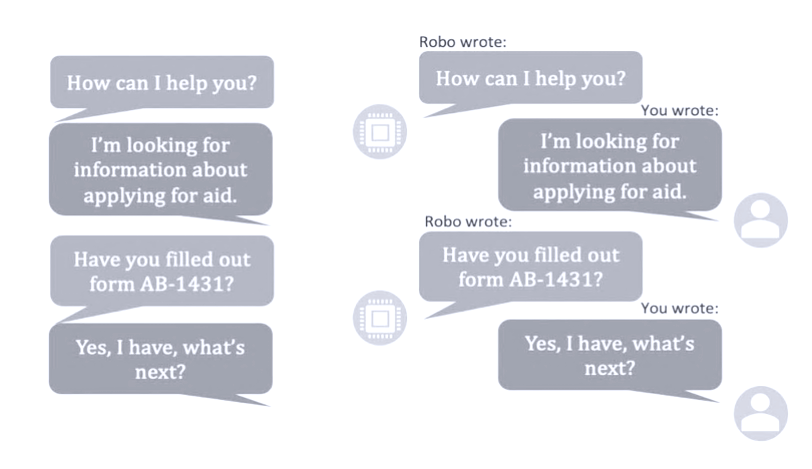 How can I help you?
I'm looking for
information about
applying for aid.
Have you filled out
form AB-1431?
Yes, I have, what's
next?
Robo wrote:
How can I help you?
You wrote:
I'm looking for
information about
applying for aid.
Robo wrote:
Have you filled out
form AB-1431?
You wrote:
Yes, I have, what's
next?